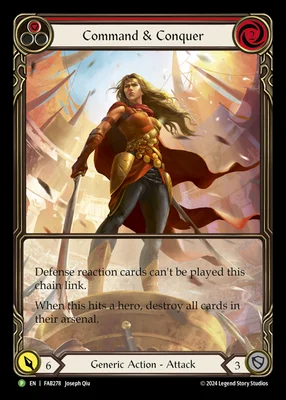 Command & Conquer
Defense reaction cards can't be played this
chain link.
When this hits a hero, destroy all cards in
their arsenal.
6
Generic Action - Attack
3
P
EN | FAB278 Joseph Qiu
© 2024 Legend Story Studios